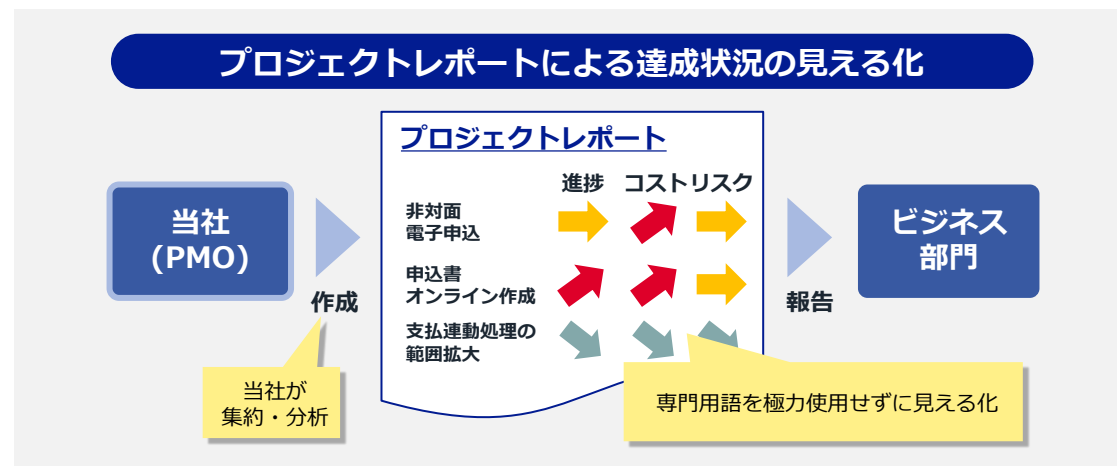 プロジェクトレポートによる達成状況の見える化
プロジェクトレポート
進捗 コスト リスク
当社
(PMO)
作成
当社が
集約・分析
非対面
電子申込
申込書
オンライン作成
支払連動処理の
範囲拡大
専門用語を極力使用せずに見える化
報告
ビジネス
部門